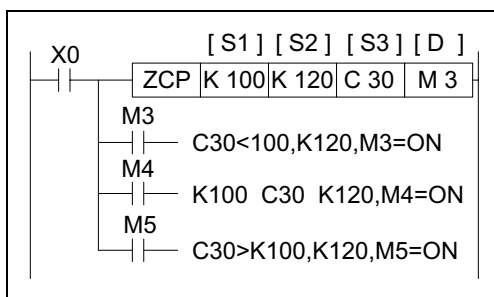 [ S1 ] [ S2 ] [ S3 ] [ D ]
X0
ZCP K 100 K 120 C 30 M 3
M3
C30<100,K120,M3=ON
M4
K100 C30 K120,M4=ON
M5
C30>K100,K120,M5=ON